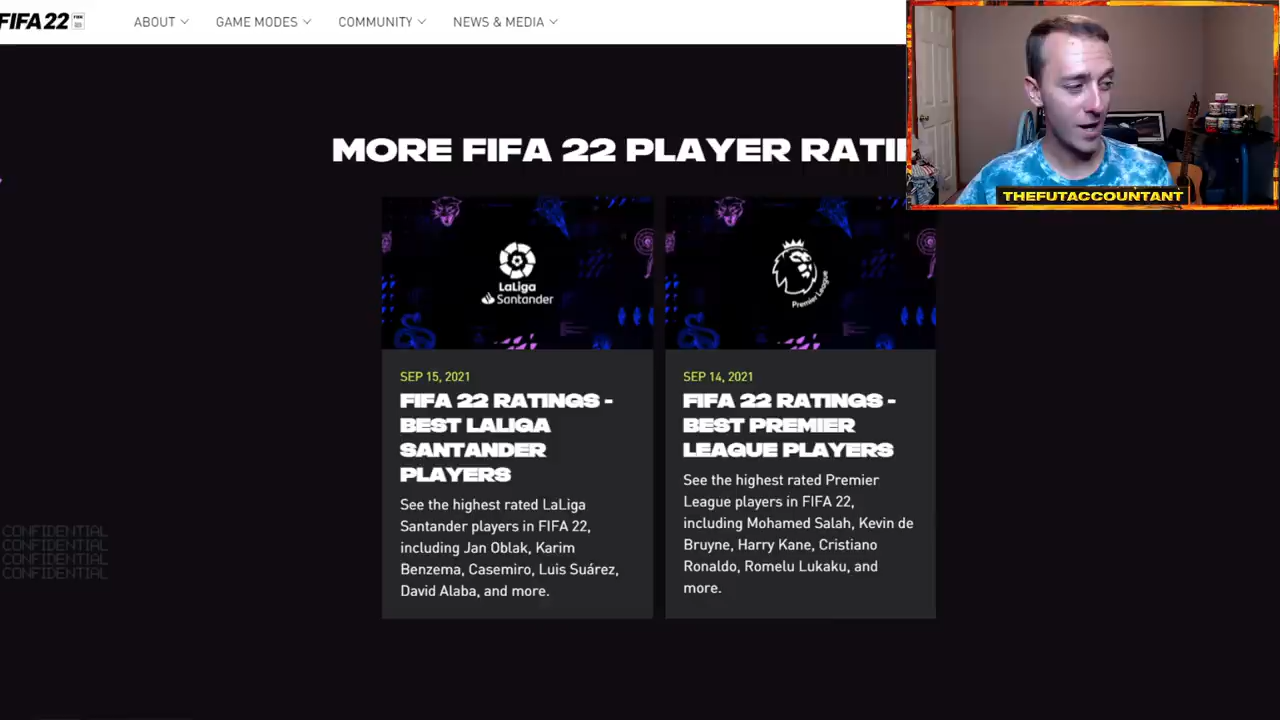 FIFA 22
ABOUT
GAME MODES
COMMUNITY
NEWS & MEDIA
THEFUTACCOUNTANT
MORE FIFA 22 PLAYER
LaLiga
Santander
Premier League
SEP 15, 2021
FIFA 22 RATINGS -
BEST LALIGA
SANTANDER
PLAYERS
See the highest rated LaLiga
Santander players in FIFA 22,
including Jan Oblak, Karim
Benzema, Casemiro, Luis Suárez,
David Alaba, and more.
SEP 14, 2021
FIFA 22 RATINGS -
BEST PREMIER
LEAGUE PLAYERS
See the highest rated Premier
League players in FIFA 22,
including Mohamed Salah, Kevin de
Bruyne, Harry Kane, Cristiano
Ronaldo, Romelu Lukaku, and
more.
CONFIDENTIAL
CONFIDENTIAL
CONFIDENTIAL
CONFIDENTIAL